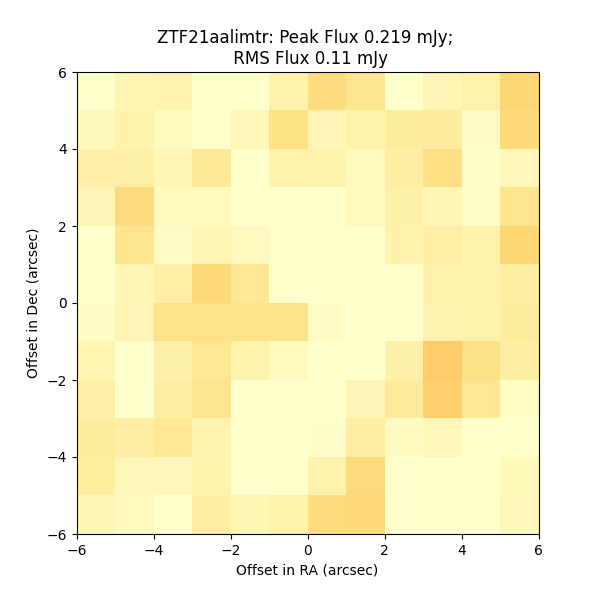 ZTF21aalimtr: Peak Flux 0.219 mJy;
RMS Flux 0.11 mJy
6
4
2
0
−2
−4
−6
Offset in Dec (arcsec)
−6 −4 −2 0 2 4 6
Offset in RA (arcsec)